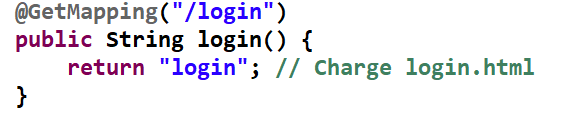 @GetMapping("/login")
public String login() {
    return "login"; // Charge login.html
}